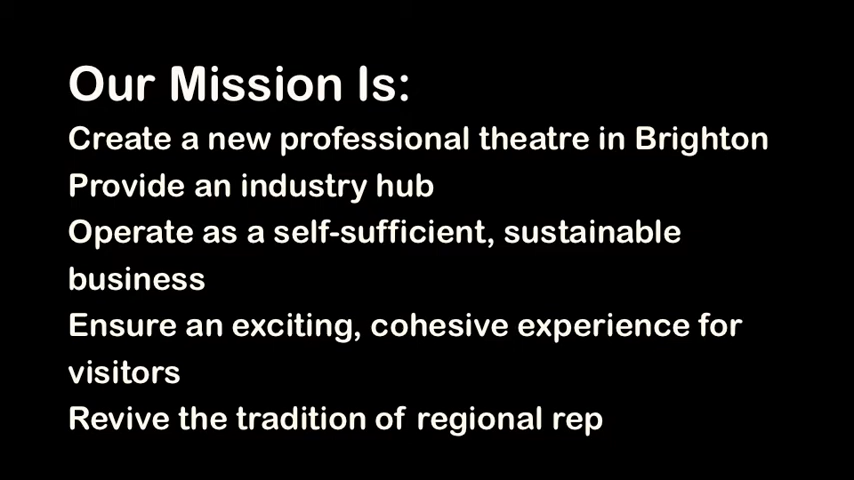 Our Mission Is:
Create a new professional theatre in Brighton
Provide an industry hub
Operate as a self-sufficient, sustainable
business
Ensure an exciting, cohesive experience for
visitors
Revive the tradition of regional rep